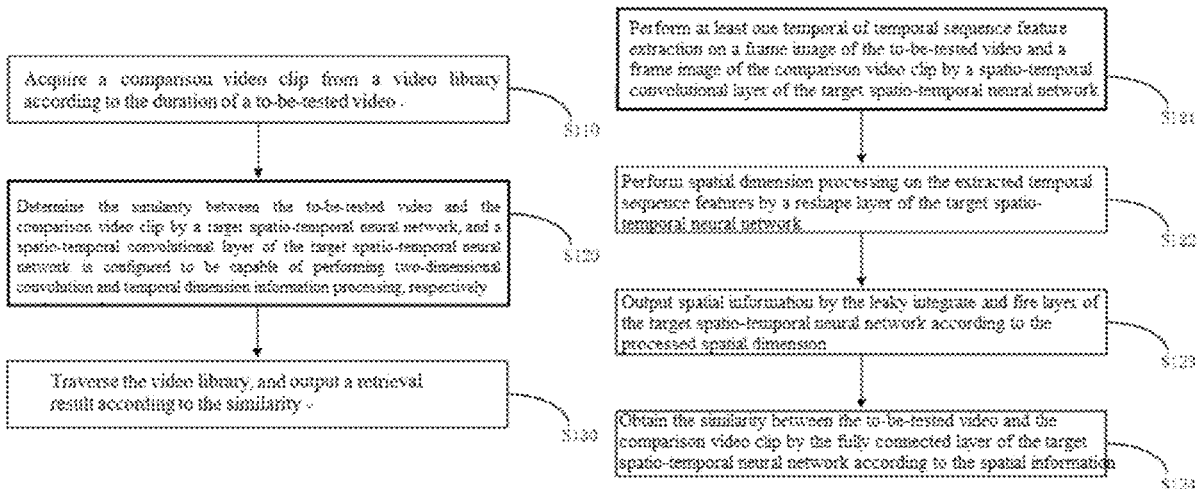 Acquire a comparison video clip from a video library
according to the duration of a to-be-tested video -
S110
Determine the similarity between the to-be-tested video and the
comparison video clip by a target spatio-temporal neural network, and a
spatio-temporal convolutional layer of the target spatio-temporal neural
network is configured to be capable of performing two-dimensional
convolution and temporal dimension information processing, respectively
S120
Traverse the video library, and output a retrieval
result according to the similarity -
S130
Perform at least one temporal of temporal sequence feature
extraction on a frame image of the to-be-tested video and a
frame image of the comparison video clip by a spatio-temporal
convolutional layer of the target spatio-temporal neural network
S121
Perform spatial dimension processing on the extracted temporal
sequence features by a reshape layer of the target spatio-
temporal neural network
S122
Output spatial information by the leaky integrate and fire layer of
the target spatio-temporal neural network according to the
processed spatial dimension
S123
Obtain the similarity between the to-be-tested video and the
comparison video clip by the fully connected layer of the target
spatio-temporal neural network according to the spatial information
S124